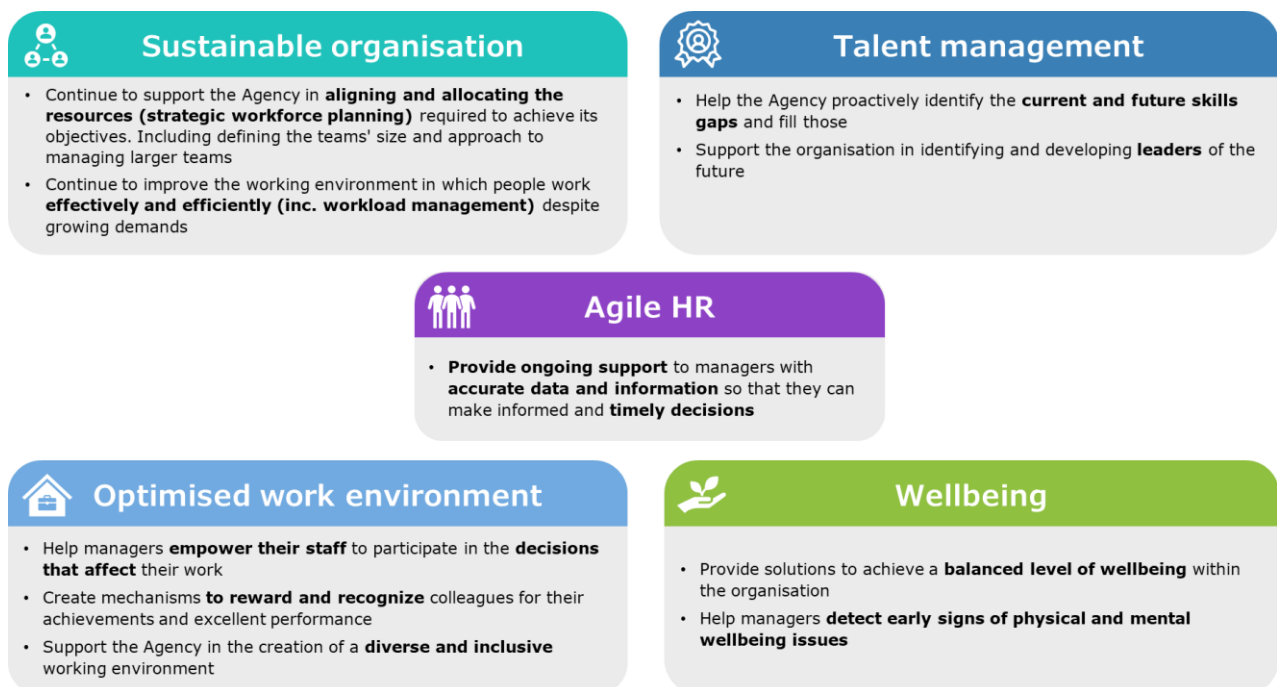 Sustainable organisation
• Continue to support the Agency in aligning and allocating the
resources (strategic workforce planning) required to achieve its
objectives. Including defining the teams' size and approach to
managing larger teams
• Continue to improve the working environment in which people work
effectively and efficiently (inc. workload management) despite
growing demands
Talent management
• Help the Agency proactively identify the current and future skills
gaps and fill those
• Support the organisation in identifying and developing leaders of the
future
Agile HR
• Provide ongoing support to managers with
accurate data and information so that they can
make informed and timely decisions
Optimised work environment
• Help managers empower their staff to participate in the decisions
that affect their work
• Create mechanisms to reward and recognize colleagues for their
achievements and excellent performance
• Support the Agency in the creation of a diverse and inclusive
working environment
Wellbeing
• Provide solutions to achieve a balanced level of wellbeing within
the organisation
• Help managers detect early signs of physical and mental
wellbeing issues